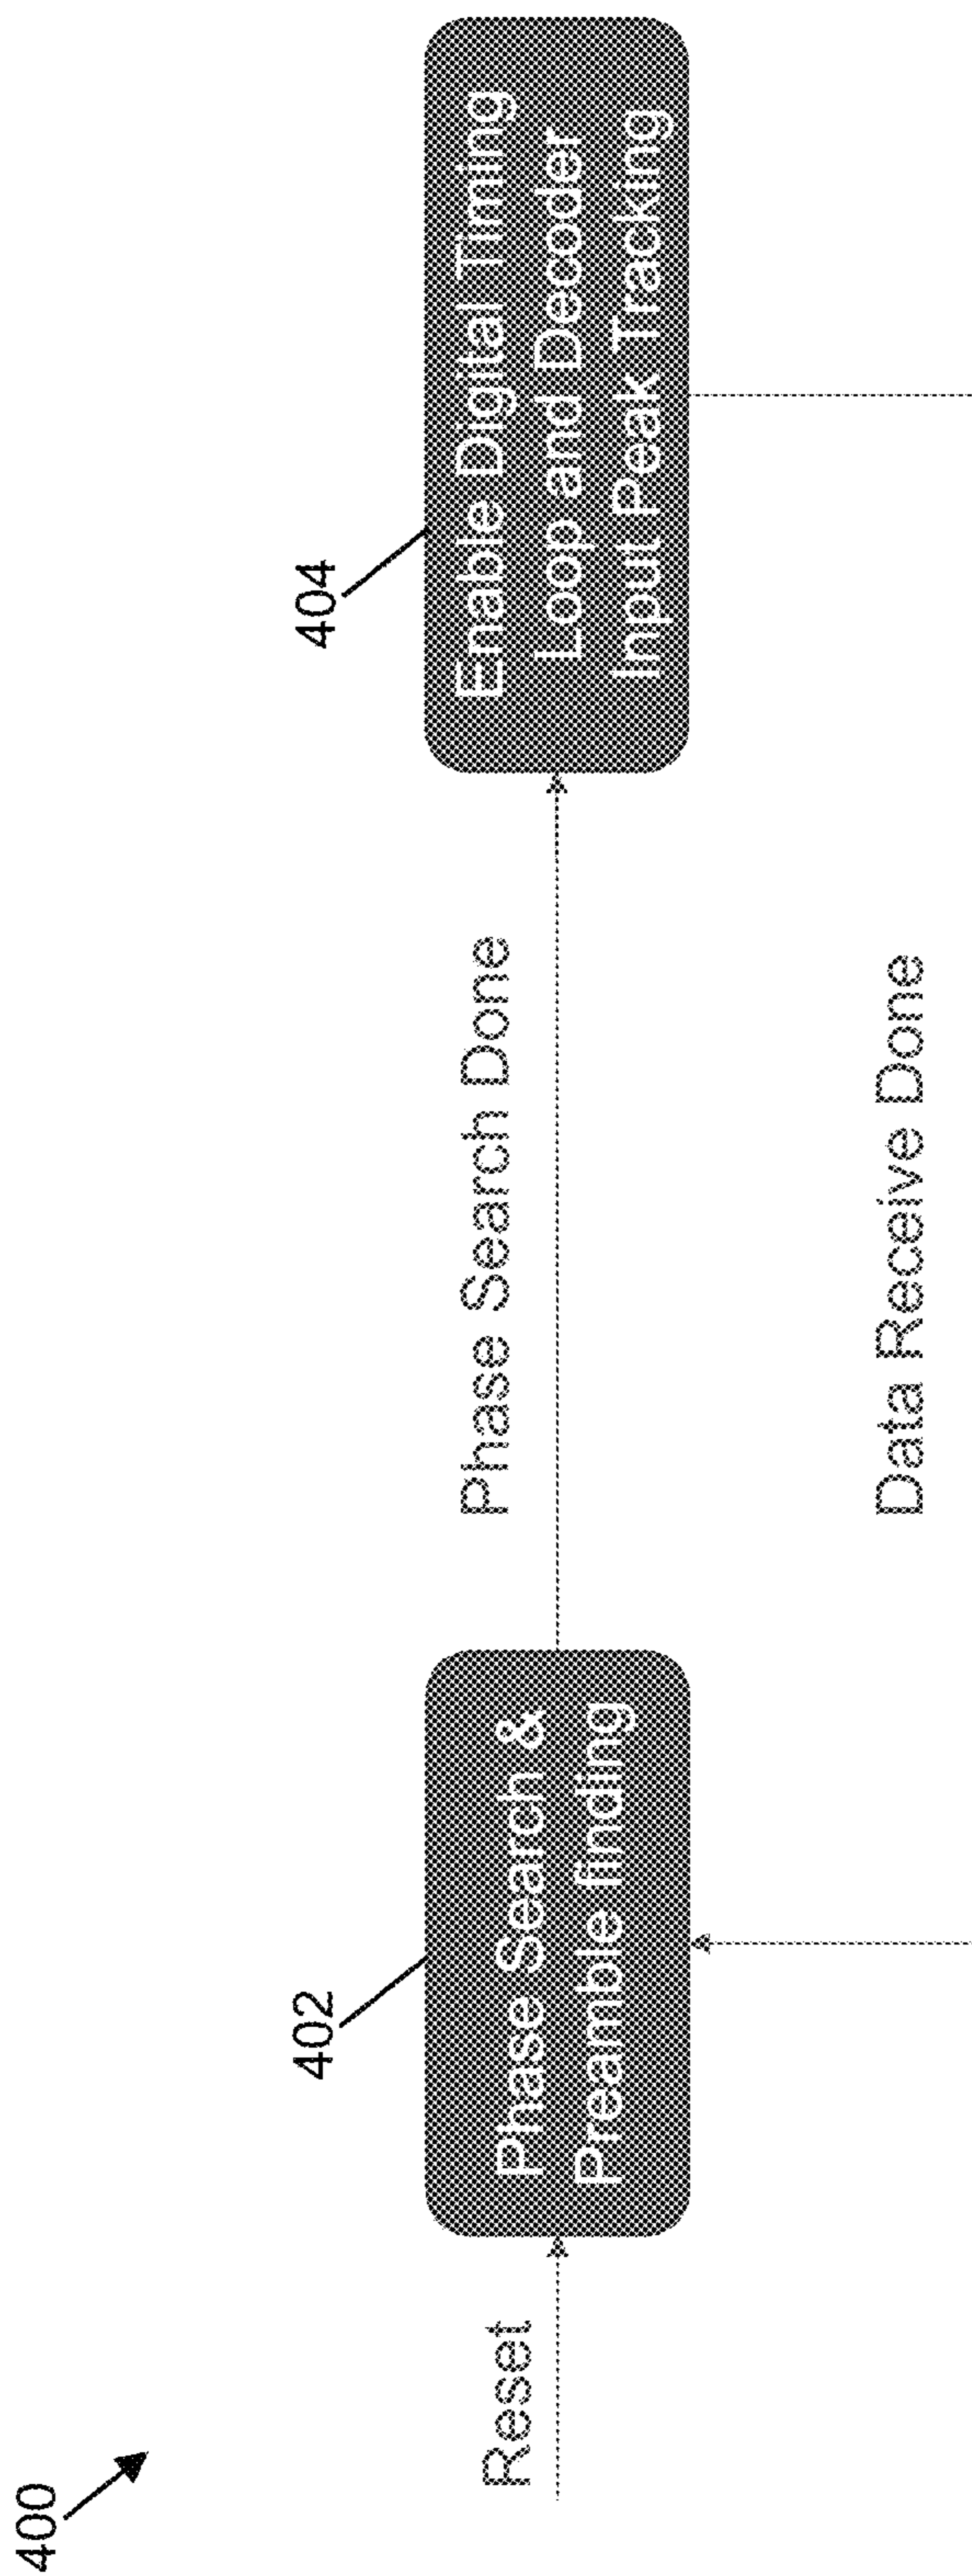 400
402
404
Reset
Phase Search &
Preamble finding
Phase Search Done
Enable Digital Timing
Loop and Decoder
Input Peak Tracking
Data Receive Done